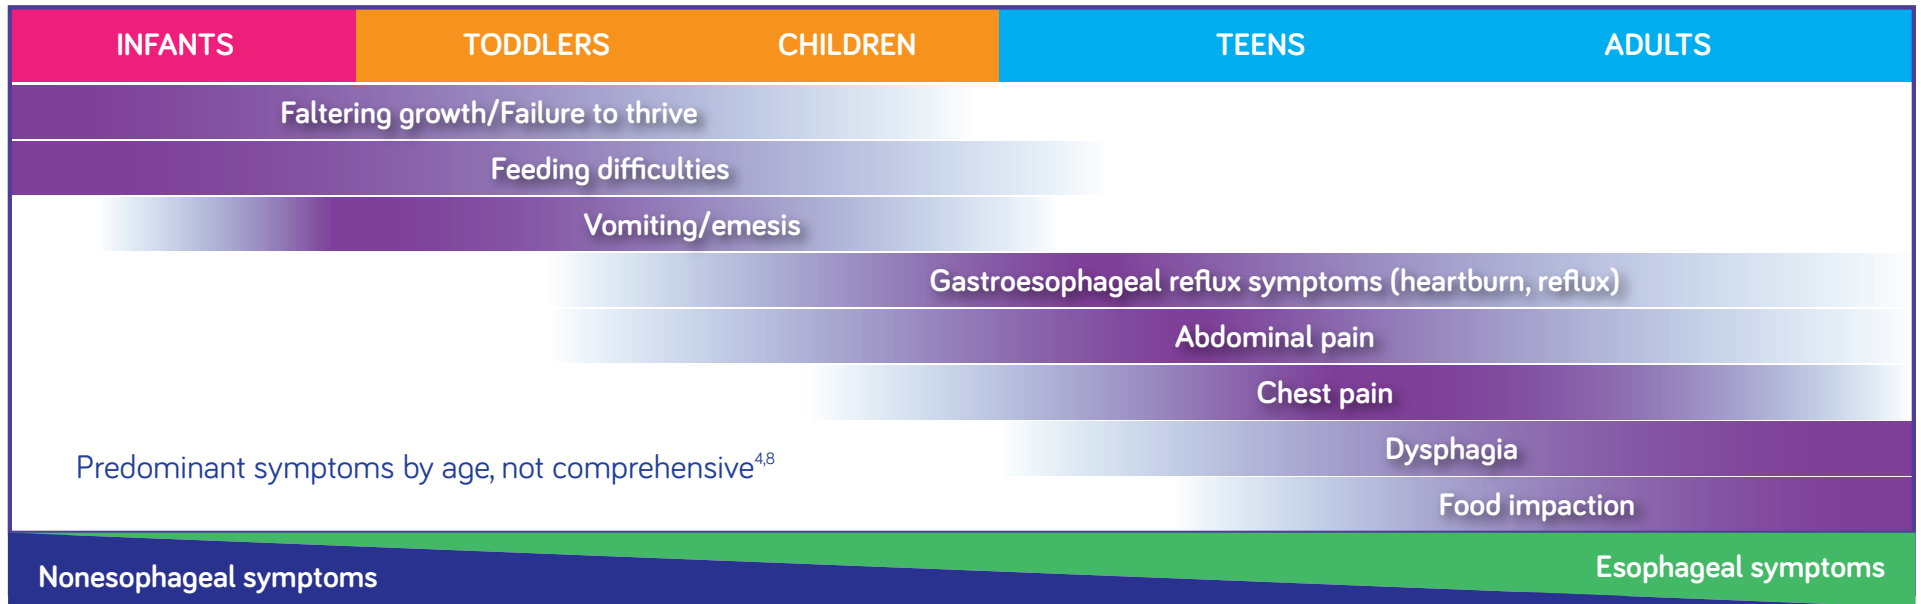 INFANTS TODDLERS CHILDREN TEENS ADULTS
Faltering growth/Failure to thrive
Feeding difficulties
Vomiting/emesis
Gastroesophageal reflux symptoms (heartburn, reflux)
Abdominal pain
Chest pain
Dysphagia
Predominant symptoms by age, not comprehensive4,8
Food impaction
Nonesophageal symptoms
Esophageal symptoms